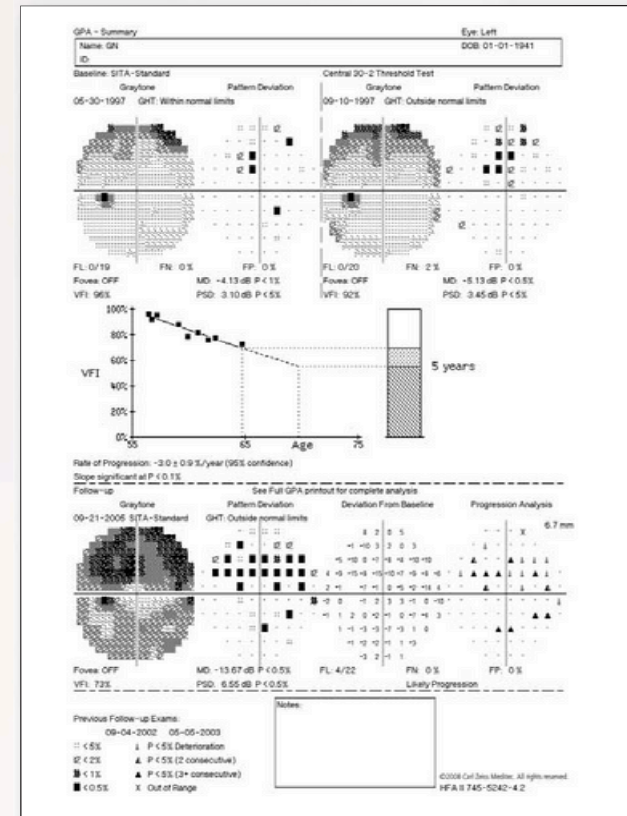 GPA - Summary Eye: Left
Name: GN DOB: 01-01-1941
ID:
Baseline: SITA-Standard Central 30-2 Threshold Test
Graytone Pattern Deviation Graytone Pattern Deviation
05-30-1997 GHT: Within normal limits 09-10-1997 GHT: Outside normal limits
FL: 0/19 FN: 0% FP: 0% FL: 0/20 FN: 2% FP: 0%
Fovea: OFF MD: -4.13 dB P<1% Fovea: OFF MD: -5.13 dB P<0.5%
VFI: 96% PSD: 3.10 dB P<5% VFI: 92% PSD: 3.45 dB P<5%
100%
80%
60%
VFI
40%
20%
0%
55 65 Age 75
5 years
Rate of Progression: -3.0 ± 0.9 %/year (95% confidence)
Slope significant at P < 0.1%
Follow-up See Full GPA printout for complete analysis
Graytone Pattern Deviation Deviation From Baseline Progression Analysis
09-21-2005 SITA-Standard GHT: Outside normal limits
6.7 mm
Fovea: OFF MD: -13.67 dB P<0.5% FL: 4/22 FN: 0% FP: 0%
VFI: 73% PSD: 6.55 dB P<0.5% Likely Progression
Previous Follow-up Exams:
09-04-2002 05-05-2003
< 5% P < 5% Deterioration
< 2% P < 5% (2 consecutive)
< 1% P < 5% (3+ consecutive)
< 0.5% X Out of Range
Notes:
©2008 Carl Zeiss Meditec. All rights reserved.
HFA II 745-5242-4.2